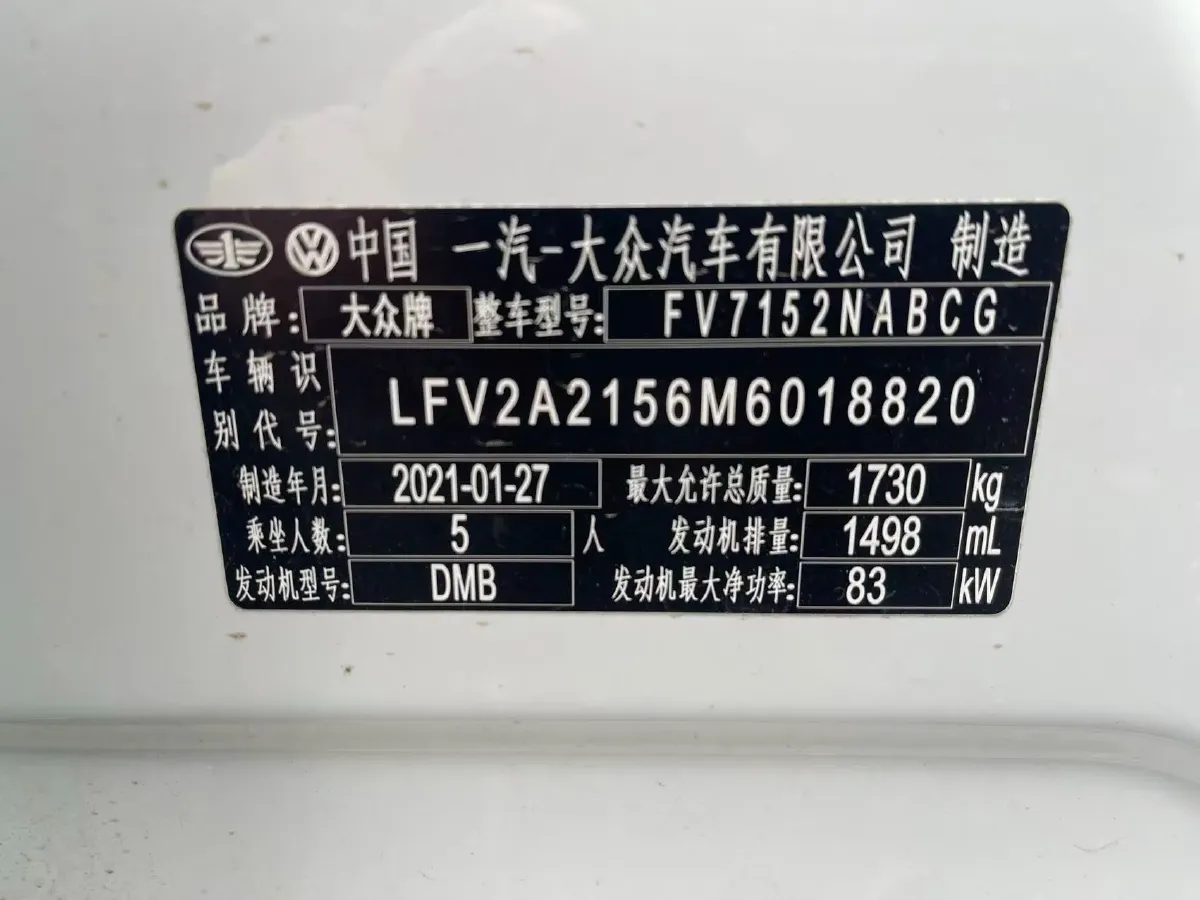 中国 一汽-大众汽车有限公司 制造
品牌: 大众牌 整车型号: FV7152NABCG
车辆识
别代号: LFV2A2156M6018820
制造年月: 2021-01-27 最大允许总质量: 1730 kg
乘坐人数: 5 人 发动机排量: 1498 mL
发动机型号: DMB 发动机最大净功率: 83 kW